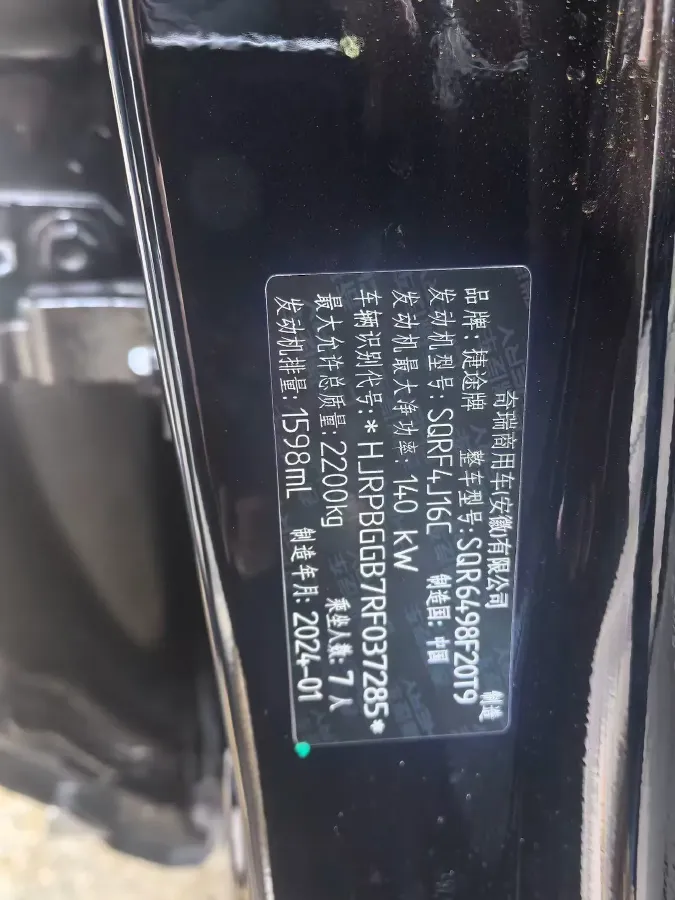 奇瑞商用车(安徽)有限公司 制造
品牌:捷途牌 整车型号:SQR6498F20T9
发动机型号:SQRF4J16C 制造国:中国
发动机最大净功率:140 kW
车辆识别代号:*HJRPBGGB7RF037285*
最大允许总质量:2200kg 乘坐人数:7人
发动机排量:1598mL 制造年月:2024-01